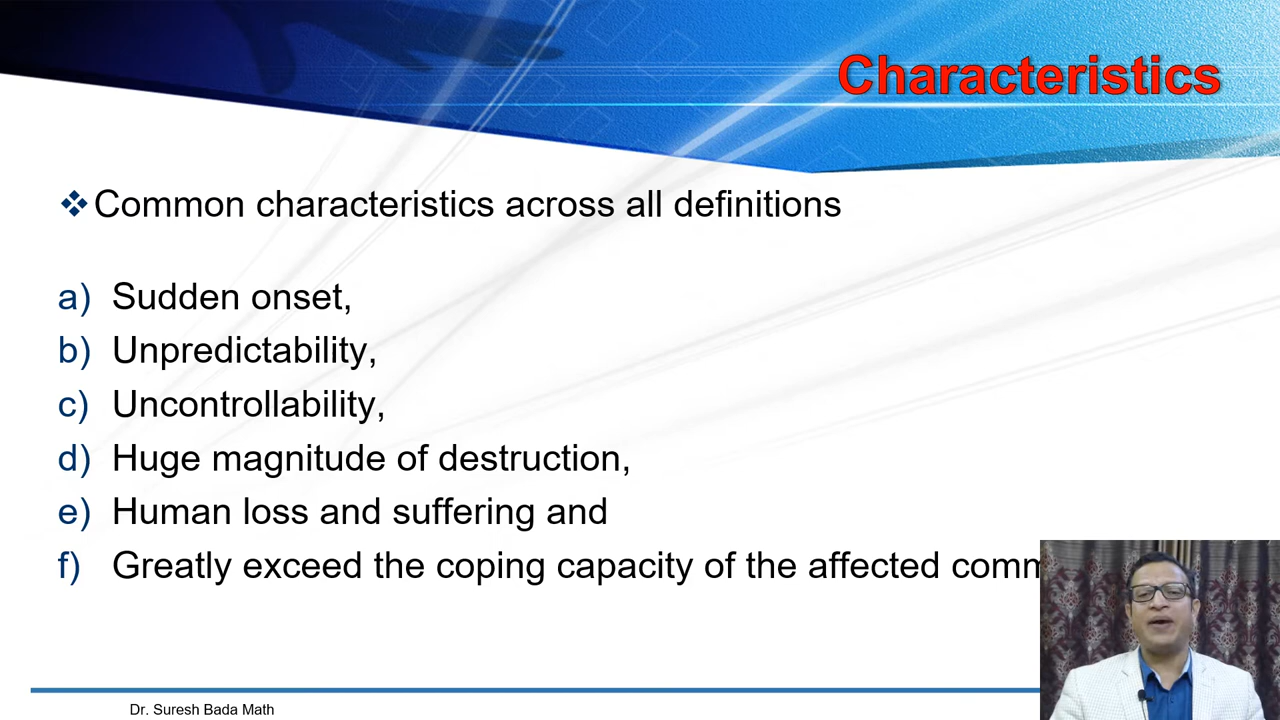 Characteristics
Common characteristics across all definitions
a) Sudden onset,
b) Unpredictability,
c) Uncontrollability,
d) Huge magnitude of destruction,
e) Human loss and suffering and
f) Greatly exceed the coping capacity of the affected
Dr. Suresh Bada Math